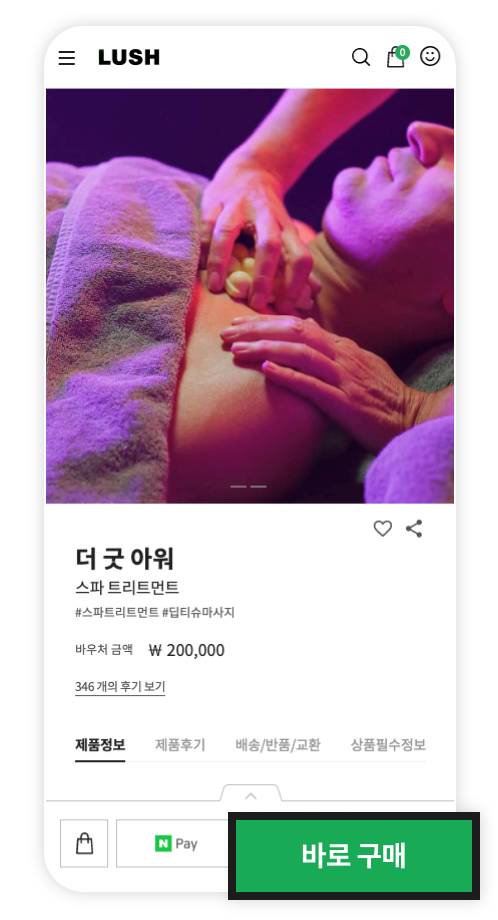 LUSH
0
더 굿 아워
스파 트리트먼트
#스파트리트먼트 #딥티슈마사지
바우처 금액 ₩ 200,000
346 개의 후기 보기
제품정보 제품후기 배송/반품/교환 상품필수정보
N Pay
바로 구매